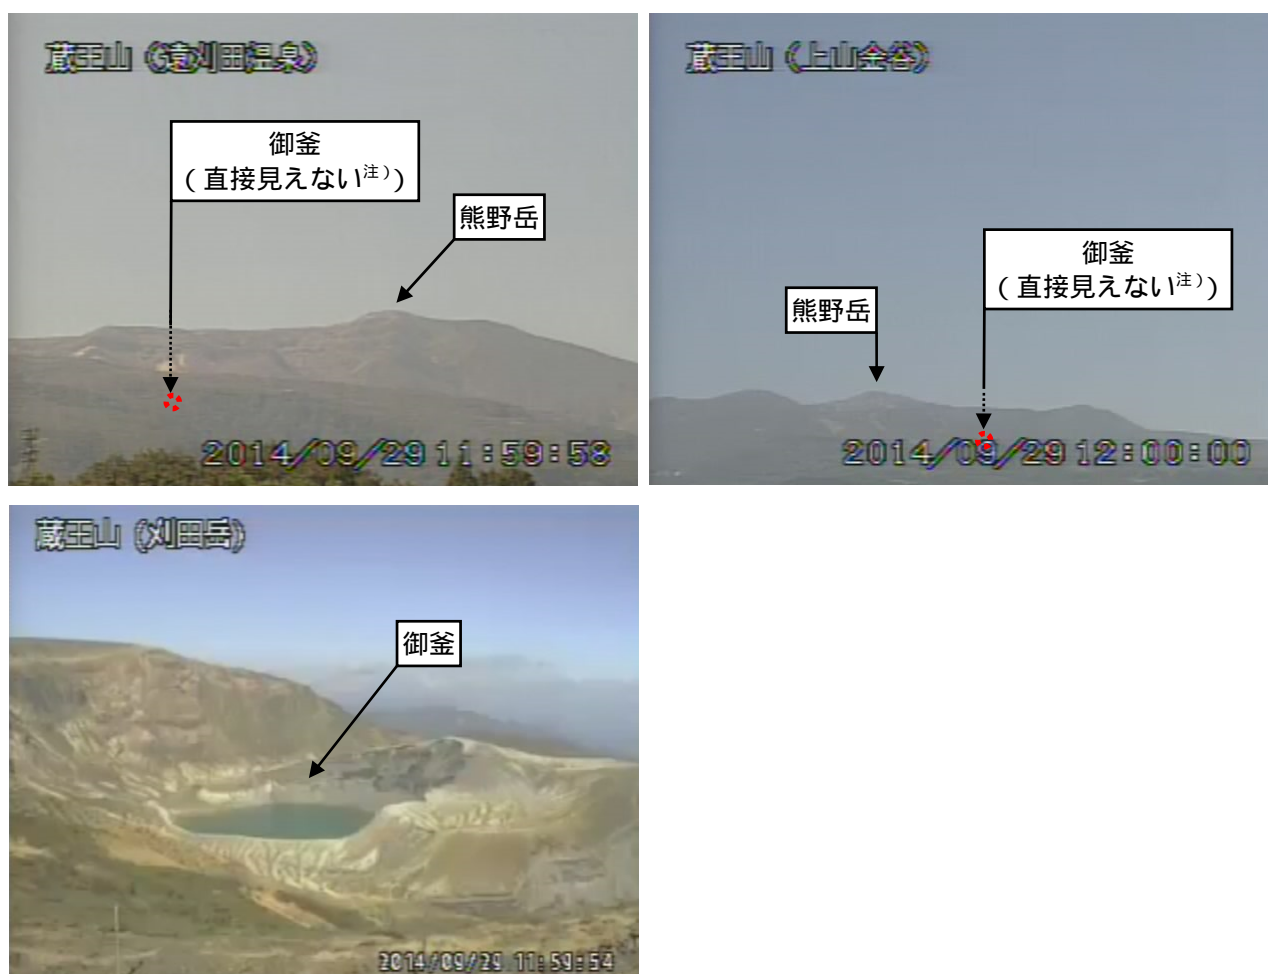 蔵王山（遠刈田温泉）
御釜
（直接見えない注））
熊野岳
2014/09/29 11:59:58
蔵王山（上山金谷）
御釜
（直接見えない注））
熊野岳
2014/09/29 12:00:00
蔵王山（刈田岳）
御釜
2014/09/29 11:59:54